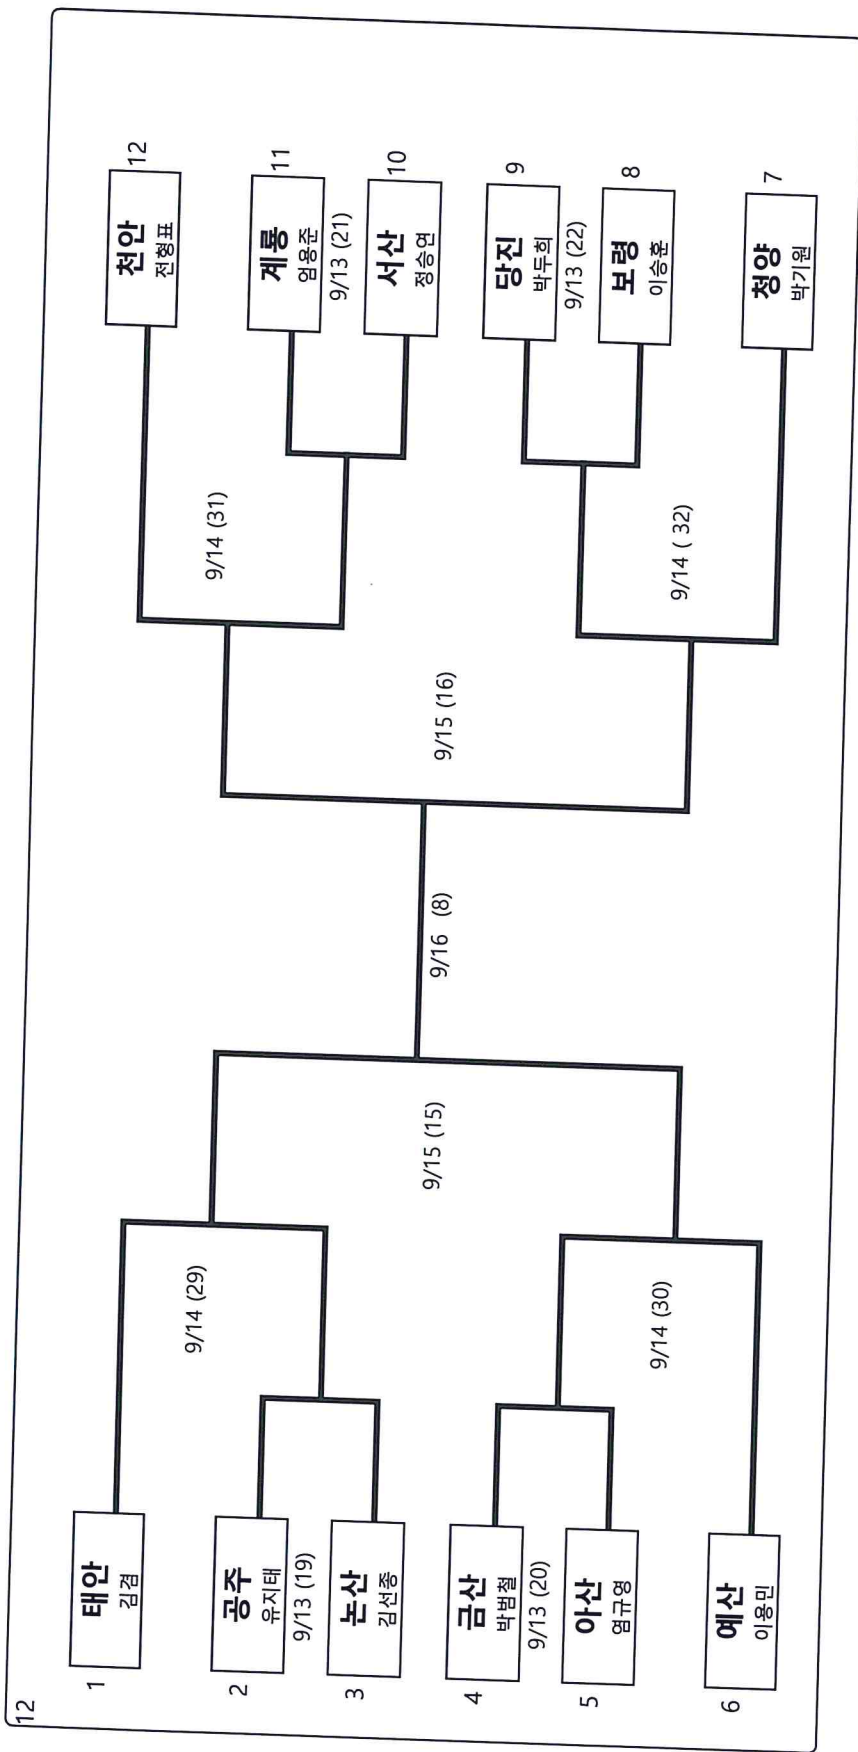 12
1
태안
김겸
2
공주
유지태
9/13 (19)
3
논산
김선종
4
금산
박범철
9/13 (20)
5
아산
염규영
6
예산
이용민
9/14 (29)
9/14 (30)
9/15 (15)
9/16 (8)
9/15 (16)
9/14 (31)
9/14 ( 32)
천안
전형표
12
계룡
엄용준
11
9/13 (21)
서산
정승연
10
당진
박두희
9
9/13 (22)
보령
이승훈
8
청양
박기원
7